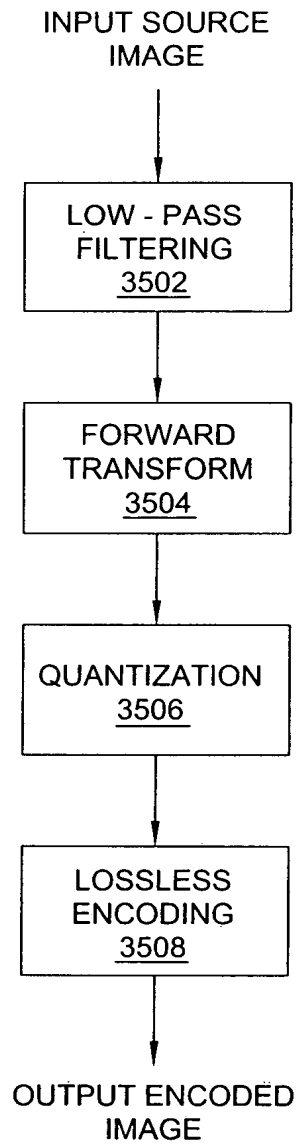 INPUT SOURCE
IMAGE
LOW - PASS
FILTERING
3502
FORWARD
TRANSFORM
3504
QUANTIZATION
3506
LOSSLESS
ENCODING
3508
OUTPUT ENCODED
IMAGE